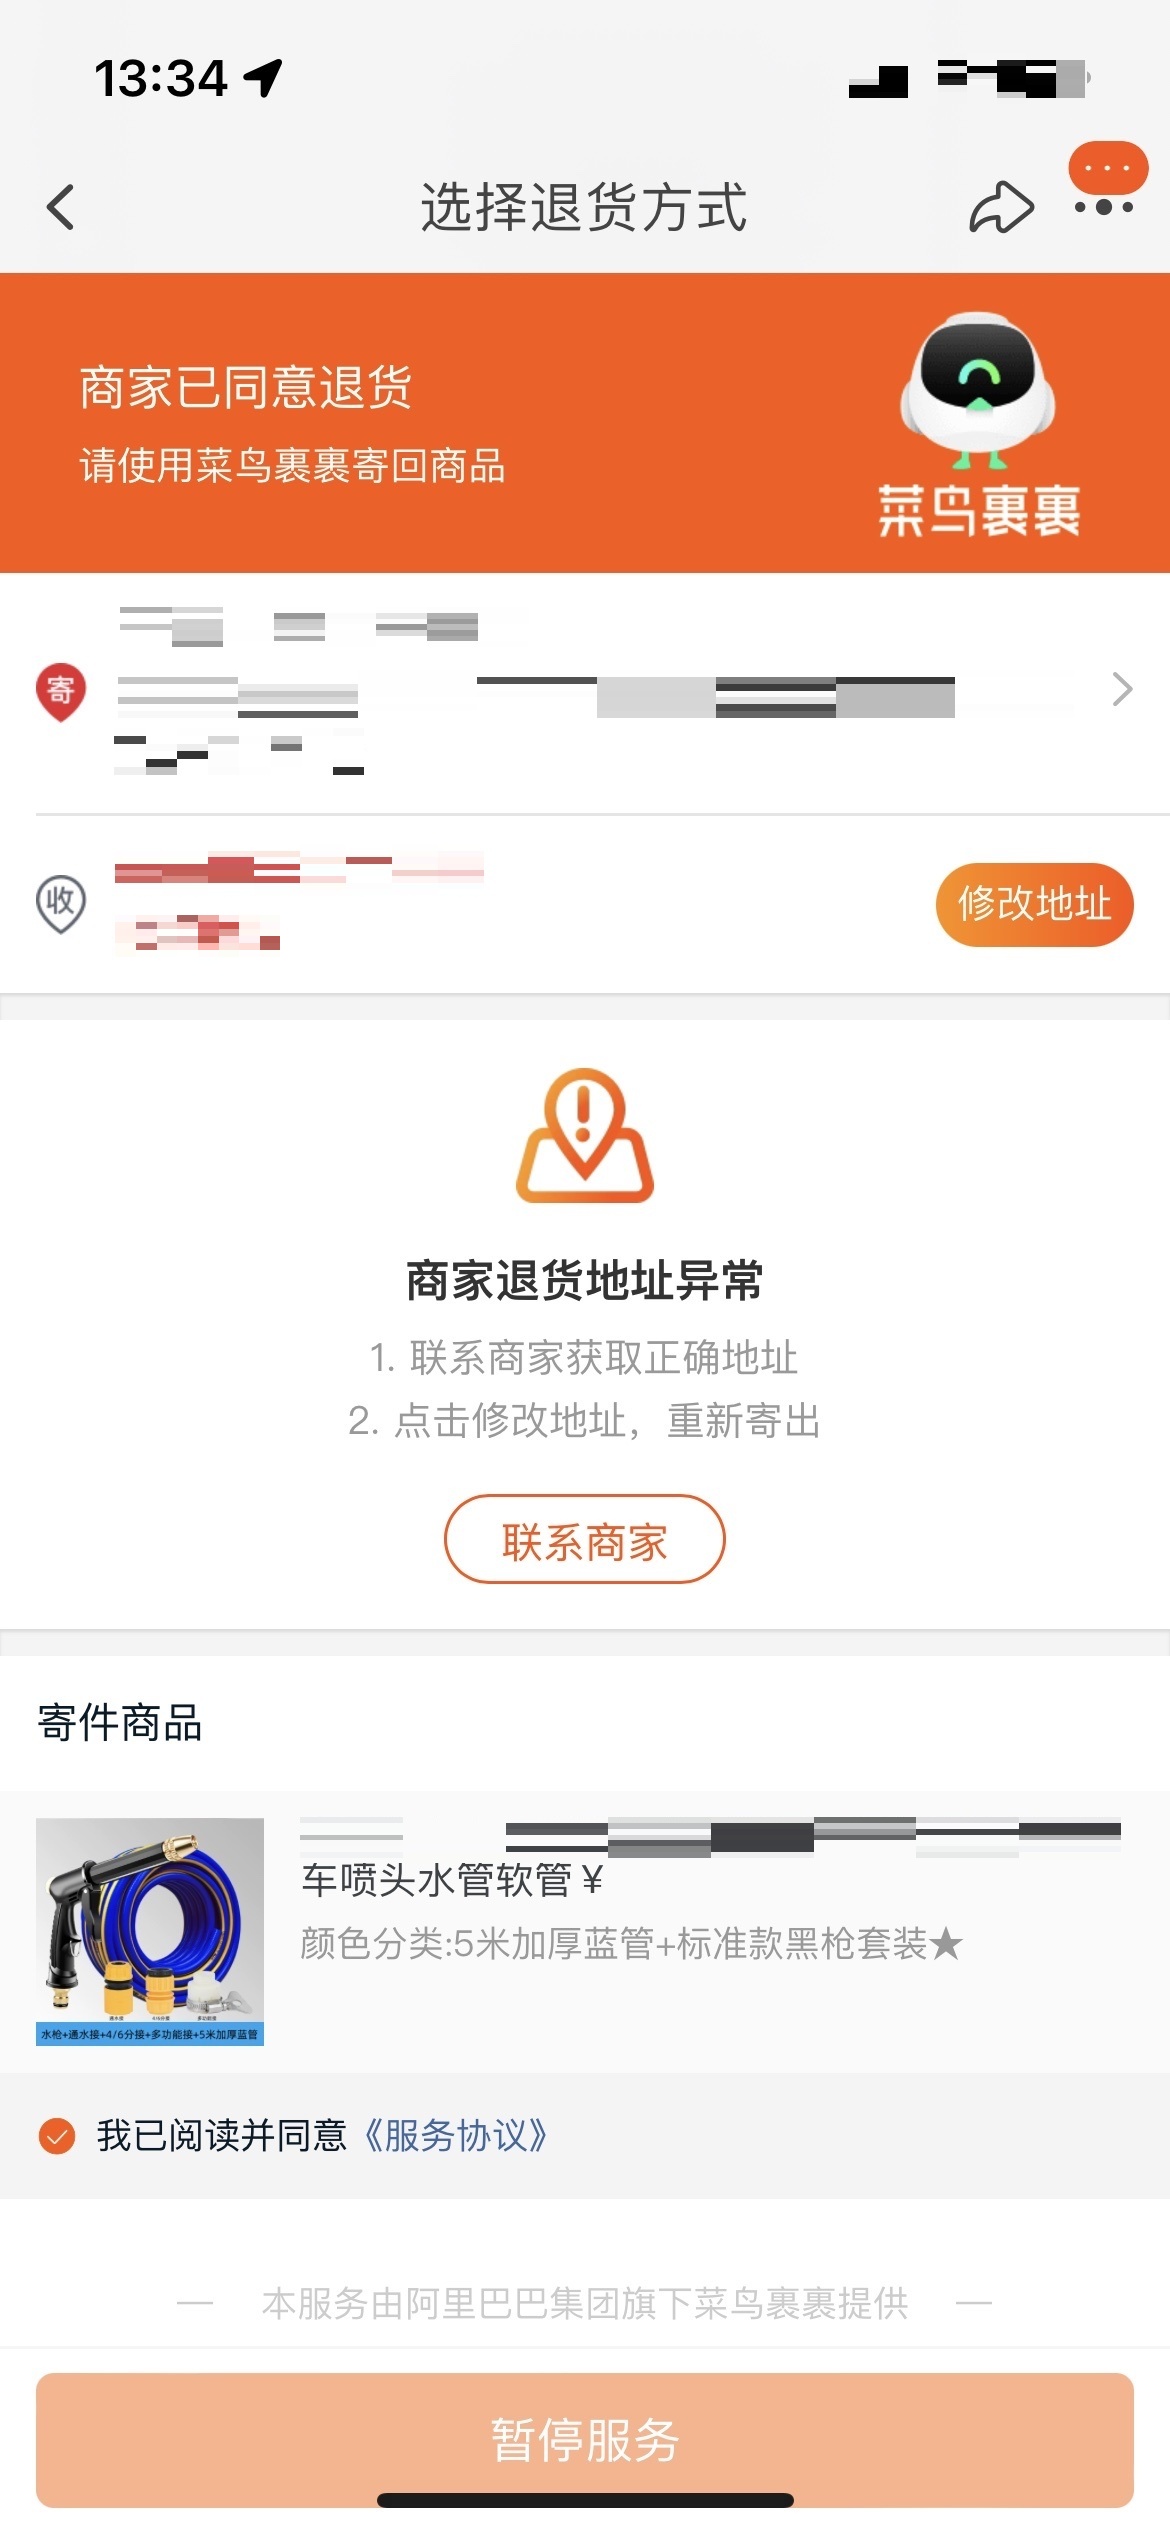 13:34
选择退货方式
商家已同意退货
请使用菜鸟裹裹寄回商品
菜鸟裹裹
寄
收
修改地址
商家退货地址异常
1. 联系商家获取正确地址
2. 点击修改地址，重新寄出
联系商家
寄件商品
车喷头水管软管￥
颜色分类:5米加厚蓝管+标准款黑枪套装★
水枪+通水接+4/6分接+多功能接+5米加厚蓝管
我已阅读并同意《服务协议》
本服务由阿里巴巴集团旗下菜鸟裹裹提供
暂停服务